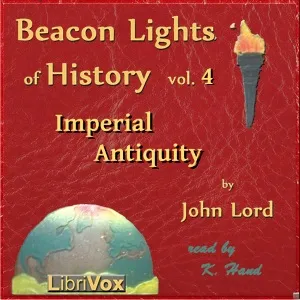 Beacon Lights
of History vol. 4
Imperial
Antiquity
by
John Lord
read by
K. Hand
LibriVox